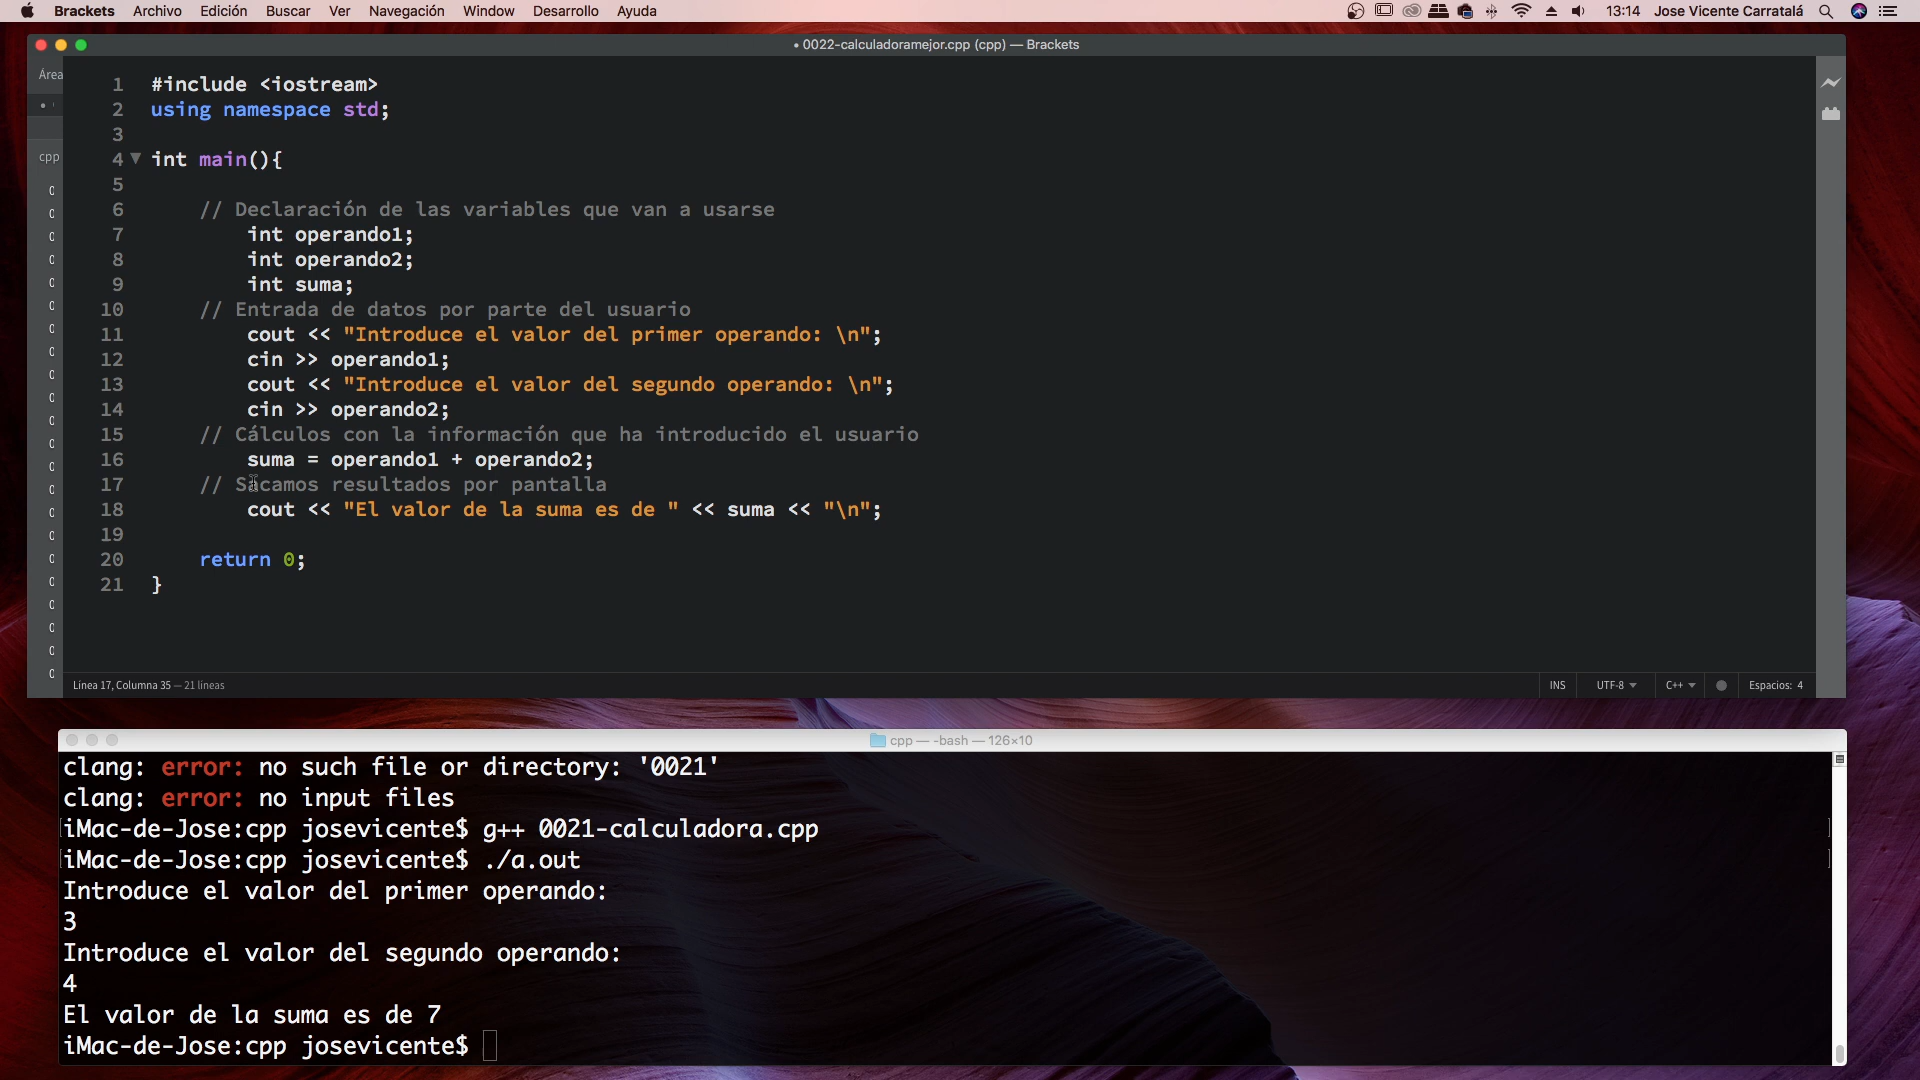 Brackets Archivo Edición Buscar Ver Navegación Window Desarrollo Ayuda 13:14 Jose Vicente Carratalá
• 0022-calculadoramejor.cpp (cpp) — Brackets
Área
cpp
1 #include <iostream>
2 using namespace std;
3
4 int main(){
5
6 // Declaración de las variables que van a usarse
7 int operando1;
8 int operando2;
9 int suma;
10 // Entrada de datos por parte del usuario
11 cout << "Introduce el valor del primer operando: \n";
12 cin >> operando1;
13 cout << "Introduce el valor del segundo operando: \n";
14 cin >> operando2;
15 // Cálculos con la información que ha introducido el usuario
16 suma = operando1 + operando2;
17 // Sacamos resultados por pantalla
18 cout << "El valor de la suma es de " << suma << "\n";
19
20 return 0;
21 }
Línea 17, Columna 35 — 21 líneas INS UTF-8 C++ Espacios: 4
cpp — -bash — 126×10
clang: error: no such file or directory: '0021'
clang: error: no input files
iMac-de-Jose:cpp josevicente$ g++ 0021-calculadora.cpp
iMac-de-Jose:cpp josevicente$ ./a.out
Introduce el valor del primer operando:
3
Introduce el valor del segundo operando:
4
El valor de la suma es de 7
iMac-de-Jose:cpp josevicente$